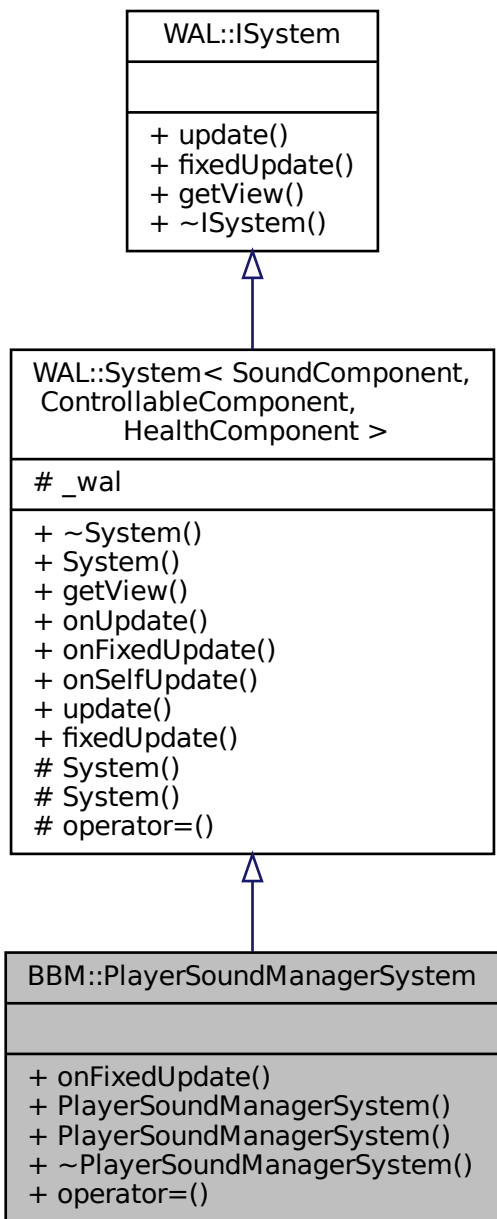 WAL::ISystem
+ update()
+ fixedUpdate()
+ getView()
+ ~ISystem()
WAL::System< SoundComponent,
ControllableComponent,
HealthComponent >
# _wal
+ ~System()
+ System()
+ getView()
+ onUpdate()
+ onFixedUpdate()
+ onSelfUpdate()
+ update()
+ fixedUpdate()
# System()
# System()
# operator=()
BBM::PlayerSoundManagerSystem
+ onFixedUpdate()
+ PlayerSoundManagerSystem()
+ PlayerSoundManagerSystem()
+ ~PlayerSoundManagerSystem()
+ operator=()